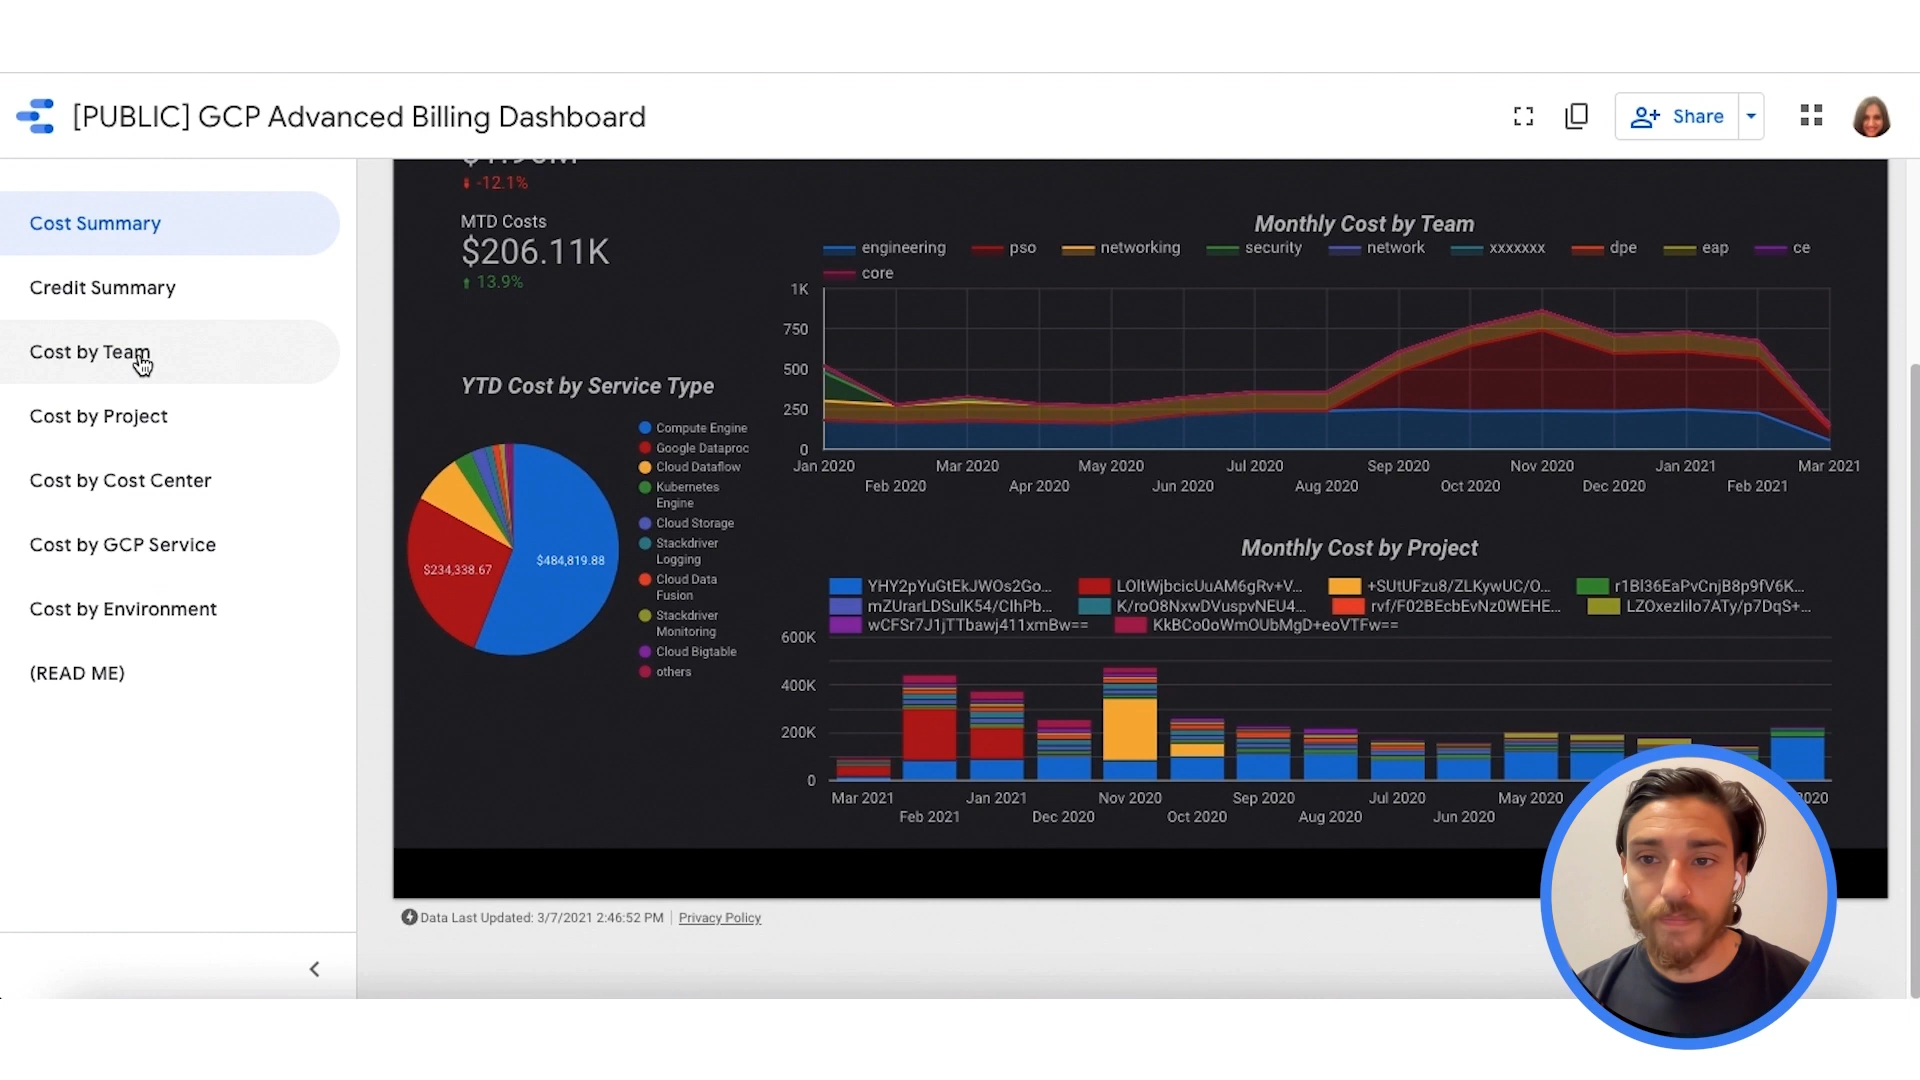 [PUBLIC] GCP Advanced Billing Dashboard
Share
Cost Summary
Credit Summary
Cost by Team
Cost by Project
Cost by Cost Center
Cost by GCP Service
Cost by Environment
(READ ME)
-12.1%
MTD Costs
$206.11K
13.9%
YTD Cost by Service Type
$234,338.67
$484,819.88
Compute Engine
Google Dataproc
Cloud Dataflow
Kubernetes
Engine
Cloud Storage
Stackdriver
Logging
Cloud Data
Fusion
Stackdriver
Monitoring
Cloud Bigtable
others
Monthly Cost by Team
engineering pso networking security network xxxxxxx dpe eap ce
core
1K
750
500
250
0
Jan 2020 Mar 2020 May 2020 Jul 2020 Sep 2020 Nov 2020 Jan 2021 Mar 2021
Feb 2020 Apr 2020 Jun 2020 Aug 2020 Oct 2020 Dec 2020 Feb 2021
Monthly Cost by Project
YHY2pYuGtEkJWOs2Go... LOltWjbcicUuAM6gRv+V... +SUtUFzu8/ZLKywUC/O... r1Bl36EaPvCnjB8p9fV6K...
mZUrarLDSulK54/CIhPb... K/roO8NxwDVuspvNEU4... rvf/F02BEcbEvNz0WEHE... LZOxezIilo7ATy/p7DqS+...
wCFSr7J1jTTbawj411xmBw== KkBCo0oWmOUbMgD+eoVTFw==
600K
400K
200K
0
Mar 2021 Jan 2021 Nov 2020 Sep 2020 Jul 2020 May 2020 2020
Feb 2021 Dec 2020 Oct 2020 Aug 2020 Jun 2020
Data Last Updated: 3/7/2021 2:46:52 PM | Privacy Policy